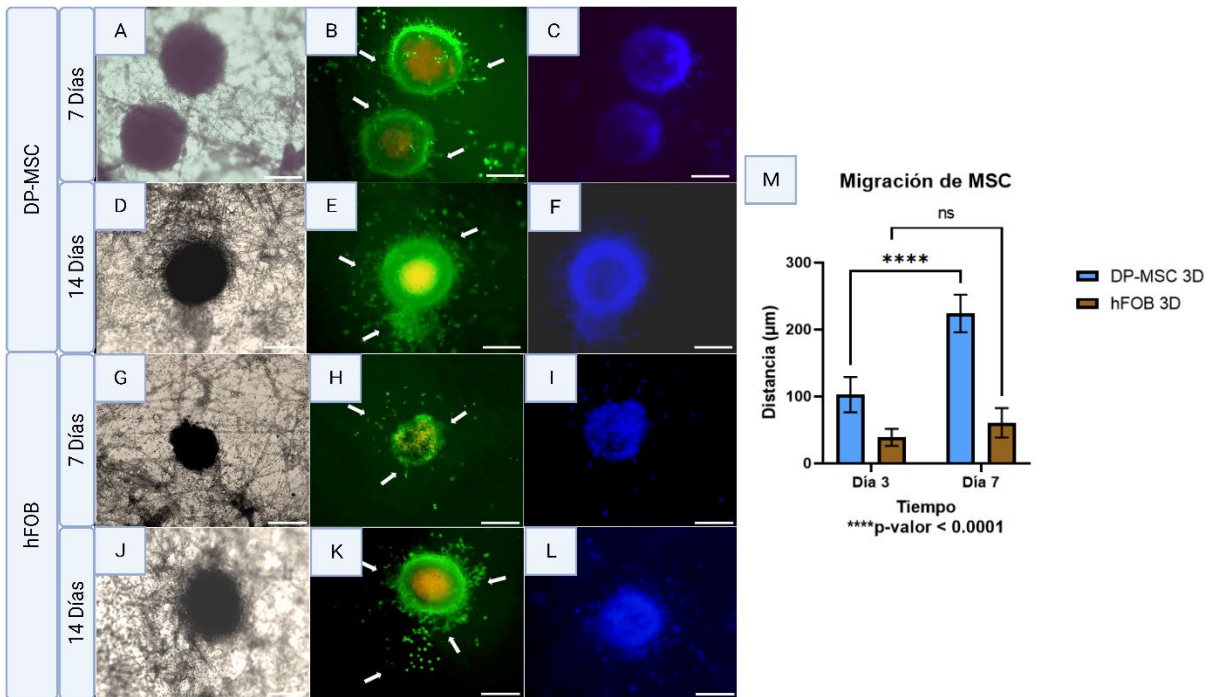 DP-MSC
hFOB
7 Días
14 Días
7 Días
14 Días
A
B
C
D
E
F
G
H
I
J
K
L
M
Migración de MSC
ns
****
300
200
100
0
Distancia (µm)
Día 3
Día 7
Tiempo
****p-valor < 0.0001
DP-MSC 3D
hFOB 3D